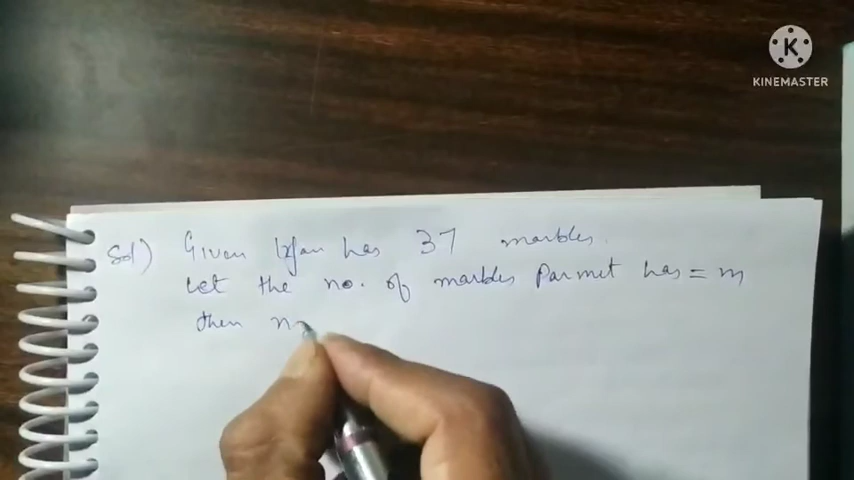 KINEMASTER
Sol) Given Irfan has 37 marbles.
Let the no. of marbles Parmit has = m
then n